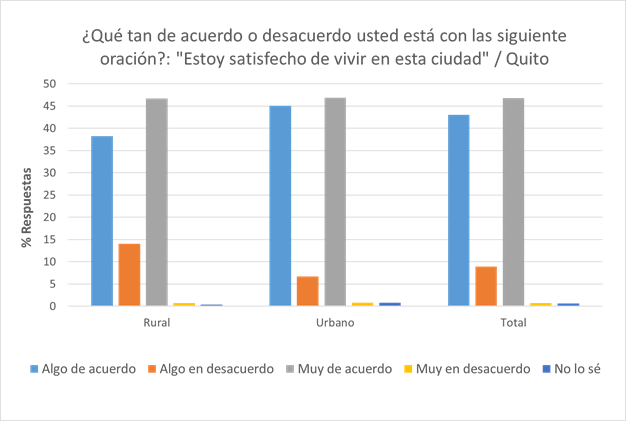 ¿Qué tan de acuerdo o desacuerdo usted está con las siguiente
oración?: "Estoy satisfecho de vivir en esta ciudad" / Quito
50
45
40
35
30
25
20
15
10
5
0
% Respuestas
Rural Urbano Total
Algo de acuerdo Algo en desacuerdo Muy de acuerdo Muy en desacuerdo No lo sé